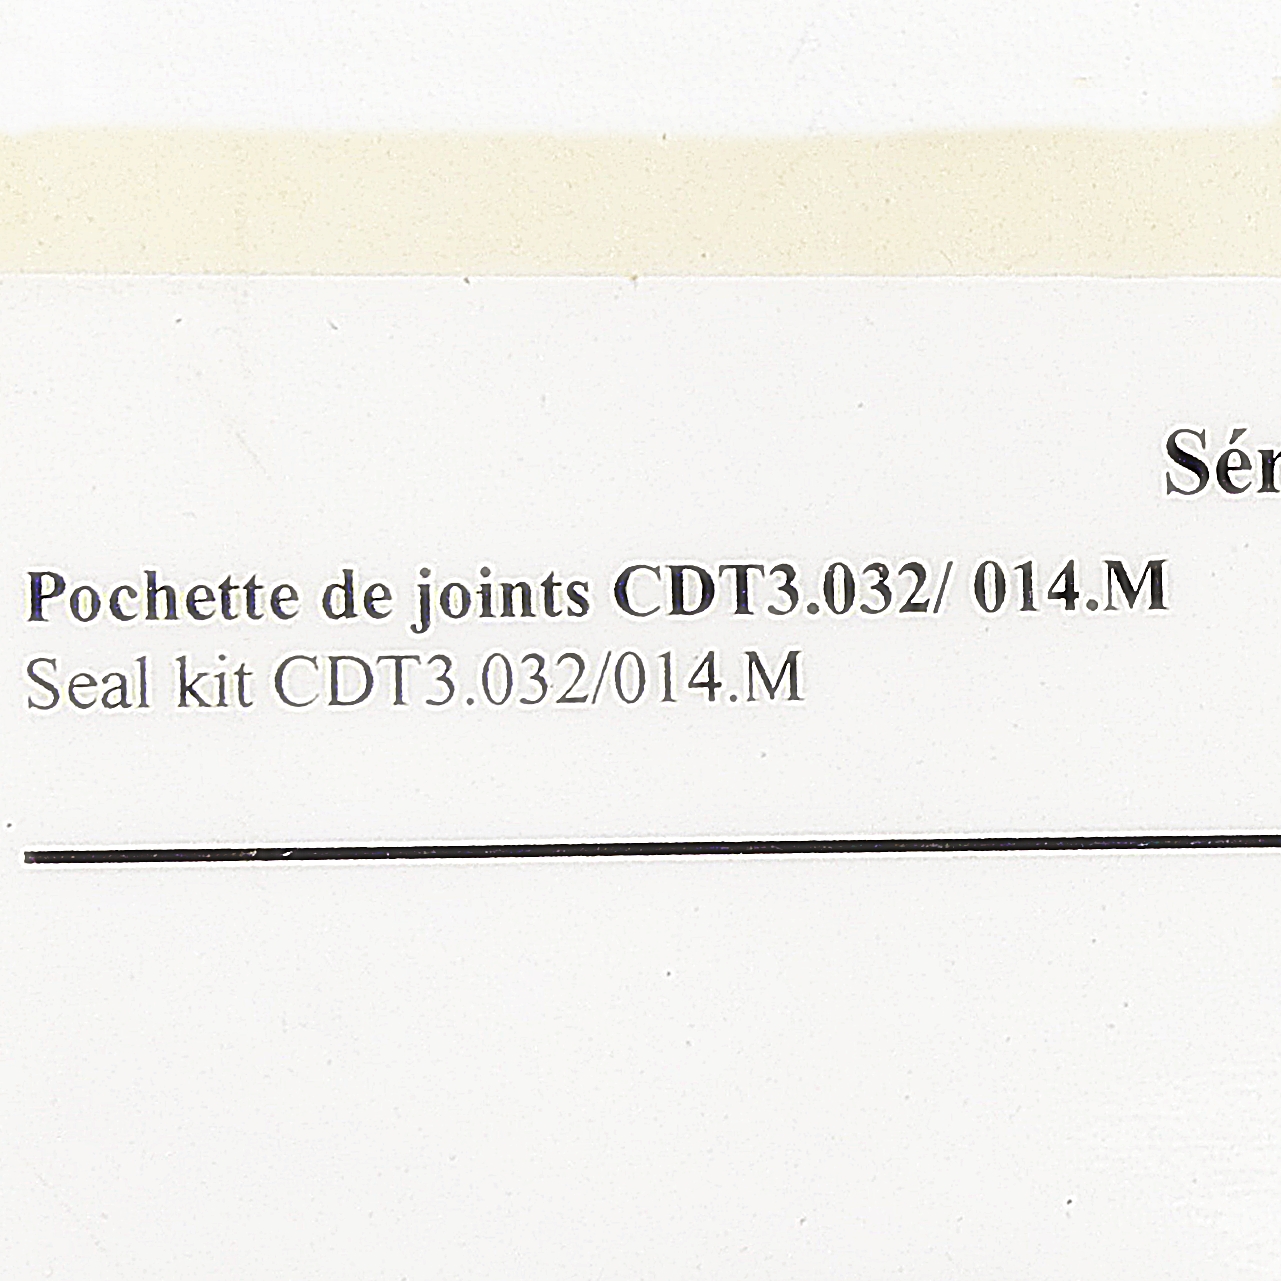 Pochette de joints CDT3.032/ 014.M
Seal kit CDT3.032/014.M